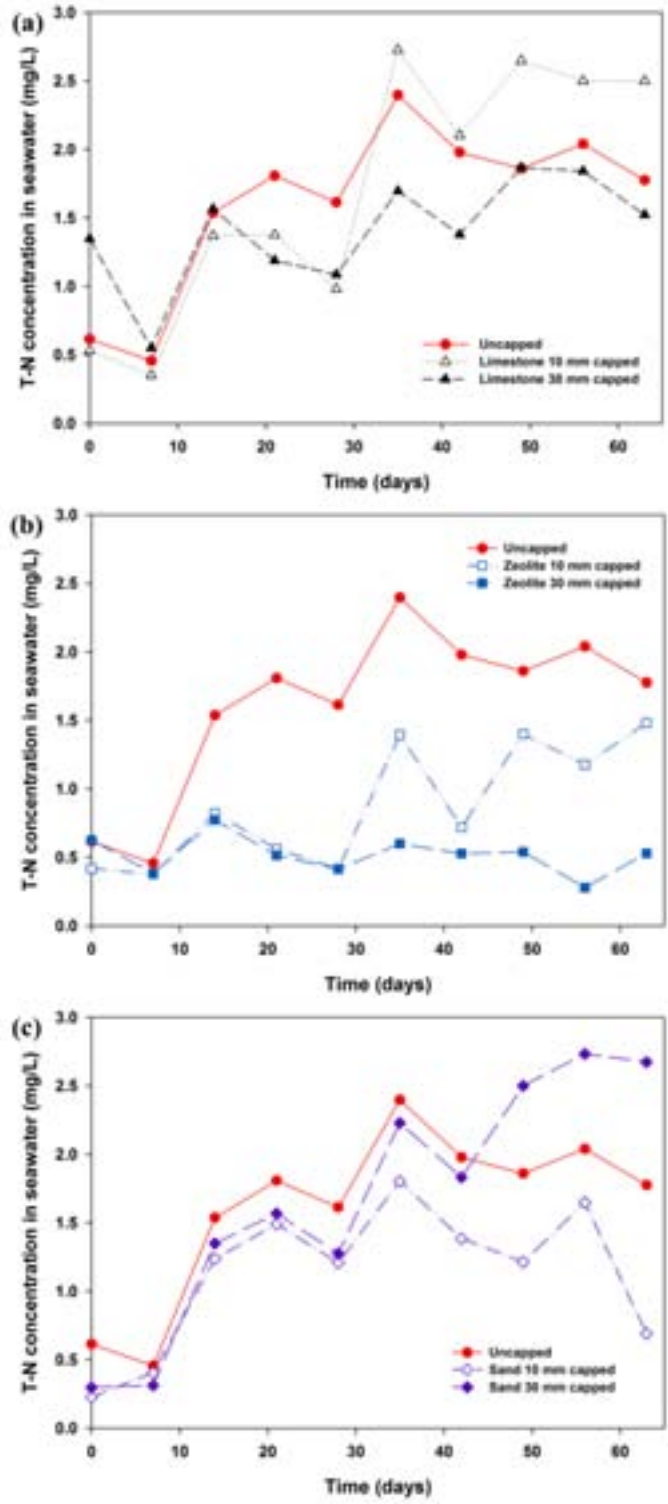 (a)
T-N concentration in seawater (mg/L)
3.0
2.5
2.0
1.5
1.0
0.5
0.0
Uncapped
Limestone 10 mm capped
Limestone 30 mm capped
0 10 20 30 40 50 60
Time (days)
(b)
T-N concentration in seawater (mg/L)
3.0
2.5
2.0
1.5
1.0
0.5
0.0
Uncapped
Zeolite 10 mm capped
Zeolite 30 mm capped
0 10 20 30 40 50 60
Time (days)
(c)
T-N concentration in seawater (mg/L)
3.0
2.5
2.0
1.5
1.0
0.5
0.0
Uncapped
Sand 10 mm capped
Sand 30 mm capped
0 10 20 30 40 50 60
Time (days)